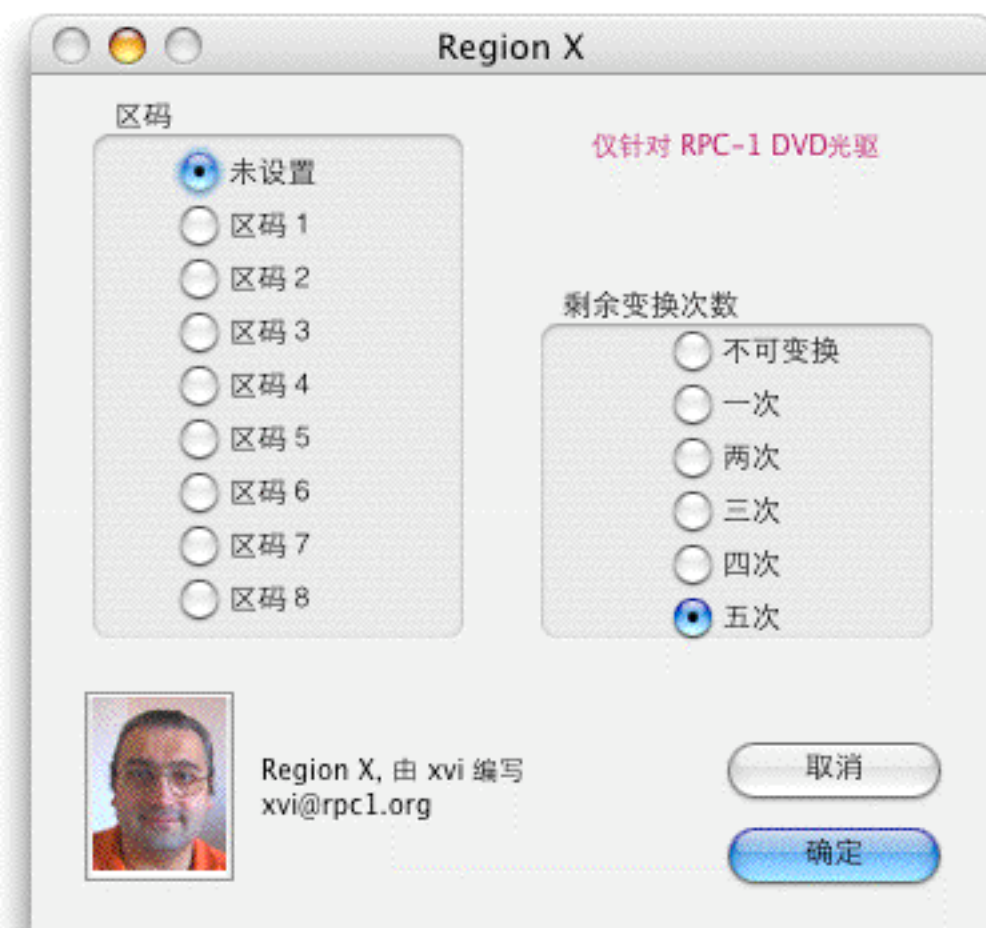 Region X
区码
未设置
区码 1
区码 2
区码 3
区码 4
区码 5
区码 6
区码 7
区码 8
仅针对 RPC-1 DVD光驱
剩余变换次数
不可变换
一次
两次
三次
四次
五次
Region X, 由 xvi 编写
xvi@rpc1.org
取消
确定